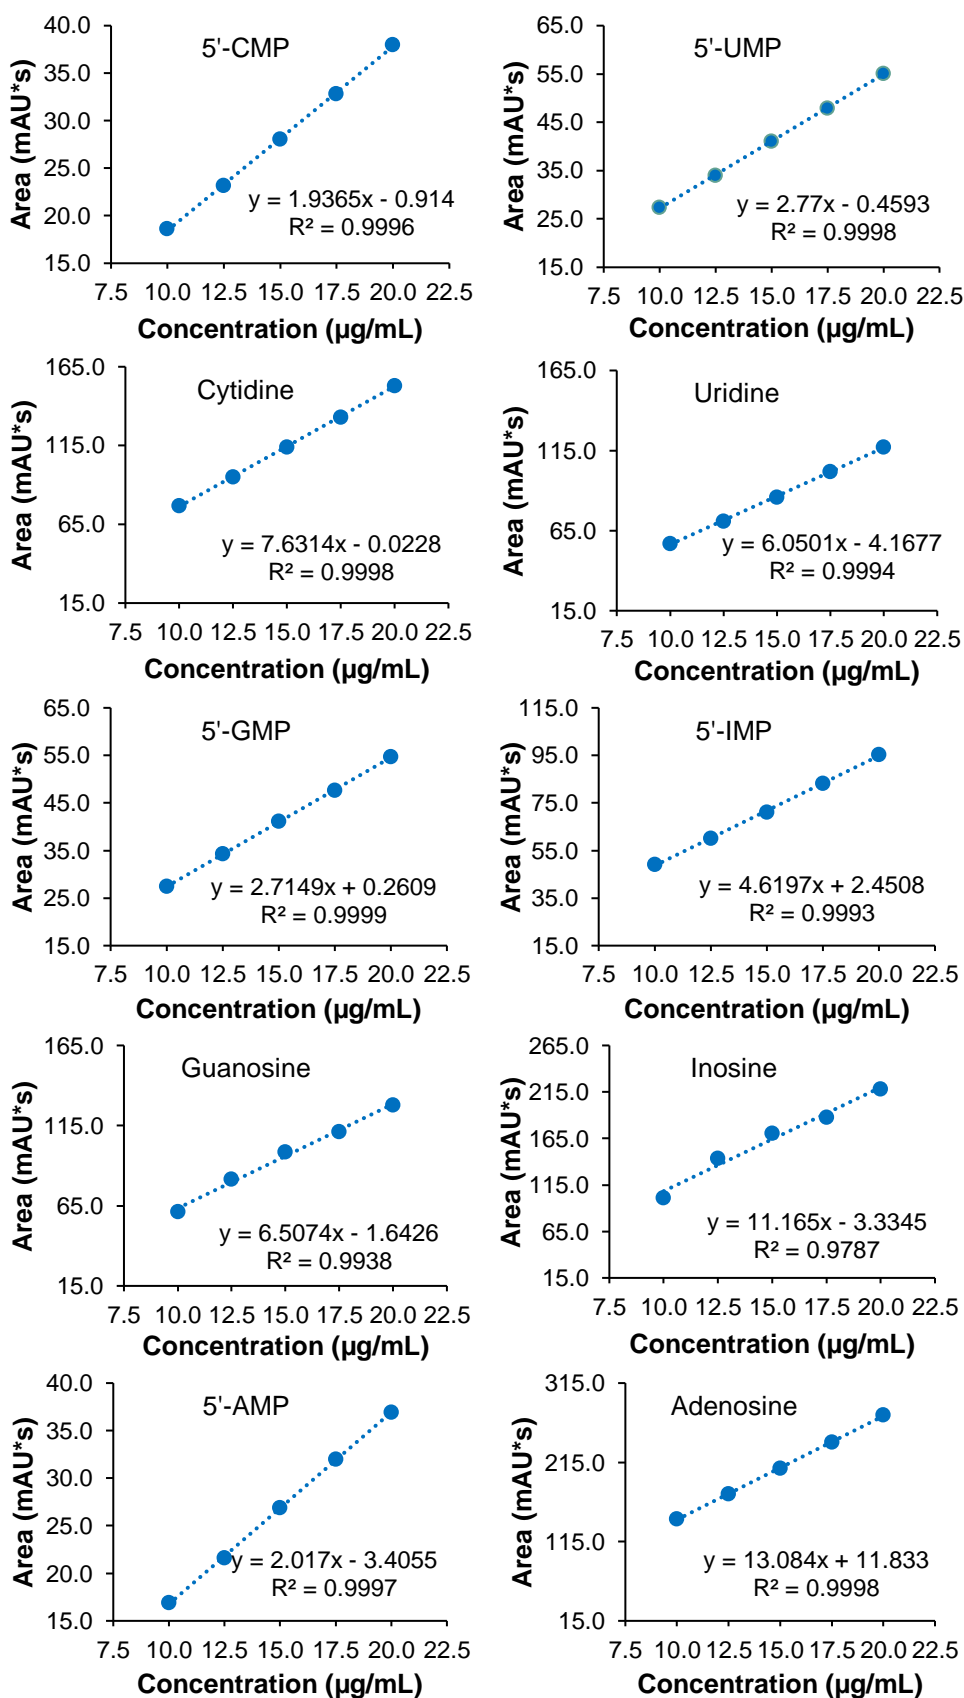 40.0
35.0
30.0
25.0
20.0
15.0
Area (mAU*s)
5'-CMP
y = 1.9365x - 0.914
R² = 0.9996
7.5 10.0 12.5 15.0 17.5 20.0 22.5
Concentration (µg/mL)
65.0
55.0
45.0
35.0
25.0
15.0
Area (mAU*s)
5'-UMP
y = 2.77x - 0.4593
R² = 0.9998
7.5 10.0 12.5 15.0 17.5 20.0 22.5
Concentration (µg/mL)
165.0
115.0
65.0
15.0
Area (mAU*s)
Cytidine
y = 7.6314x - 0.0228
R² = 0.9998
7.5 10.0 12.5 15.0 17.5 20.0 22.5
Concentration (µg/mL)
165.0
115.0
65.0
15.0
Area (mAU*s)
Uridine
y = 6.0501x - 4.1677
R² = 0.9994
7.5 10.0 12.5 15.0 17.5 20.0 22.5
Concentration (µg/mL)
65.0
55.0
45.0
35.0
25.0
15.0
Area (mAU*s)
5'-GMP
y = 2.7149x + 0.2609
R² = 0.9999
7.5 10.0 12.5 15.0 17.5 20.0 22.5
Concentration (µg/mL)
115.0
95.0
75.0
55.0
35.0
15.0
Area (mAU*s)
5'-IMP
y = 4.6197x + 2.4508
R² = 0.9993
7.5 10.0 12.5 15.0 17.5 20.0 22.5
Concentration (µg/mL)
165.0
115.0
65.0
15.0
Area (mAU*s)
Guanosine
y = 6.5074x - 1.6426
R² = 0.9938
7.5 10.0 12.5 15.0 17.5 20.0 22.5
Concentration (µg/mL)
265.0
215.0
165.0
115.0
65.0
15.0
Area (mAU*s)
Inosine
y = 11.165x - 3.3345
R² = 0.9787
7.5 10.0 12.5 15.0 17.5 20.0 22.5
Concentration (µg/mL)
40.0
35.0
30.0
25.0
20.0
15.0
Area (mAU*s)
5'-AMP
y = 2.017x - 3.4055
R² = 0.9997
7.5 10.0 12.5 15.0 17.5 20.0 22.5
Concentration (µg/mL)
315.0
215.0
115.0
15.0
Area (mAU*s)
Adenosine
y = 13.084x + 11.833
R² = 0.9998
7.5 10.0 12.5 15.0 17.5 20.0 22.5
Concentration (µg/mL)